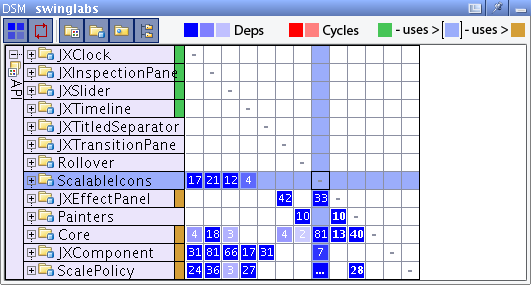 DSM swinglabs
Deps Cycles - uses > [ ] - uses >
API
JXClock -
JXInspectionPane -
JXSlider -
JXTimeline -
JXTitledSeparator -
JXTransitionPane -
Rollover -
ScalableIcons 17 21 12 4 -
JXEffectPanel 42 33 -
Painters 10 10 -
Core 4 18 3 4 2 81 13 40 -
JXComponent 31 81 66 17 31 7 -
ScalePolicy 24 36 3 27 ... 28 -